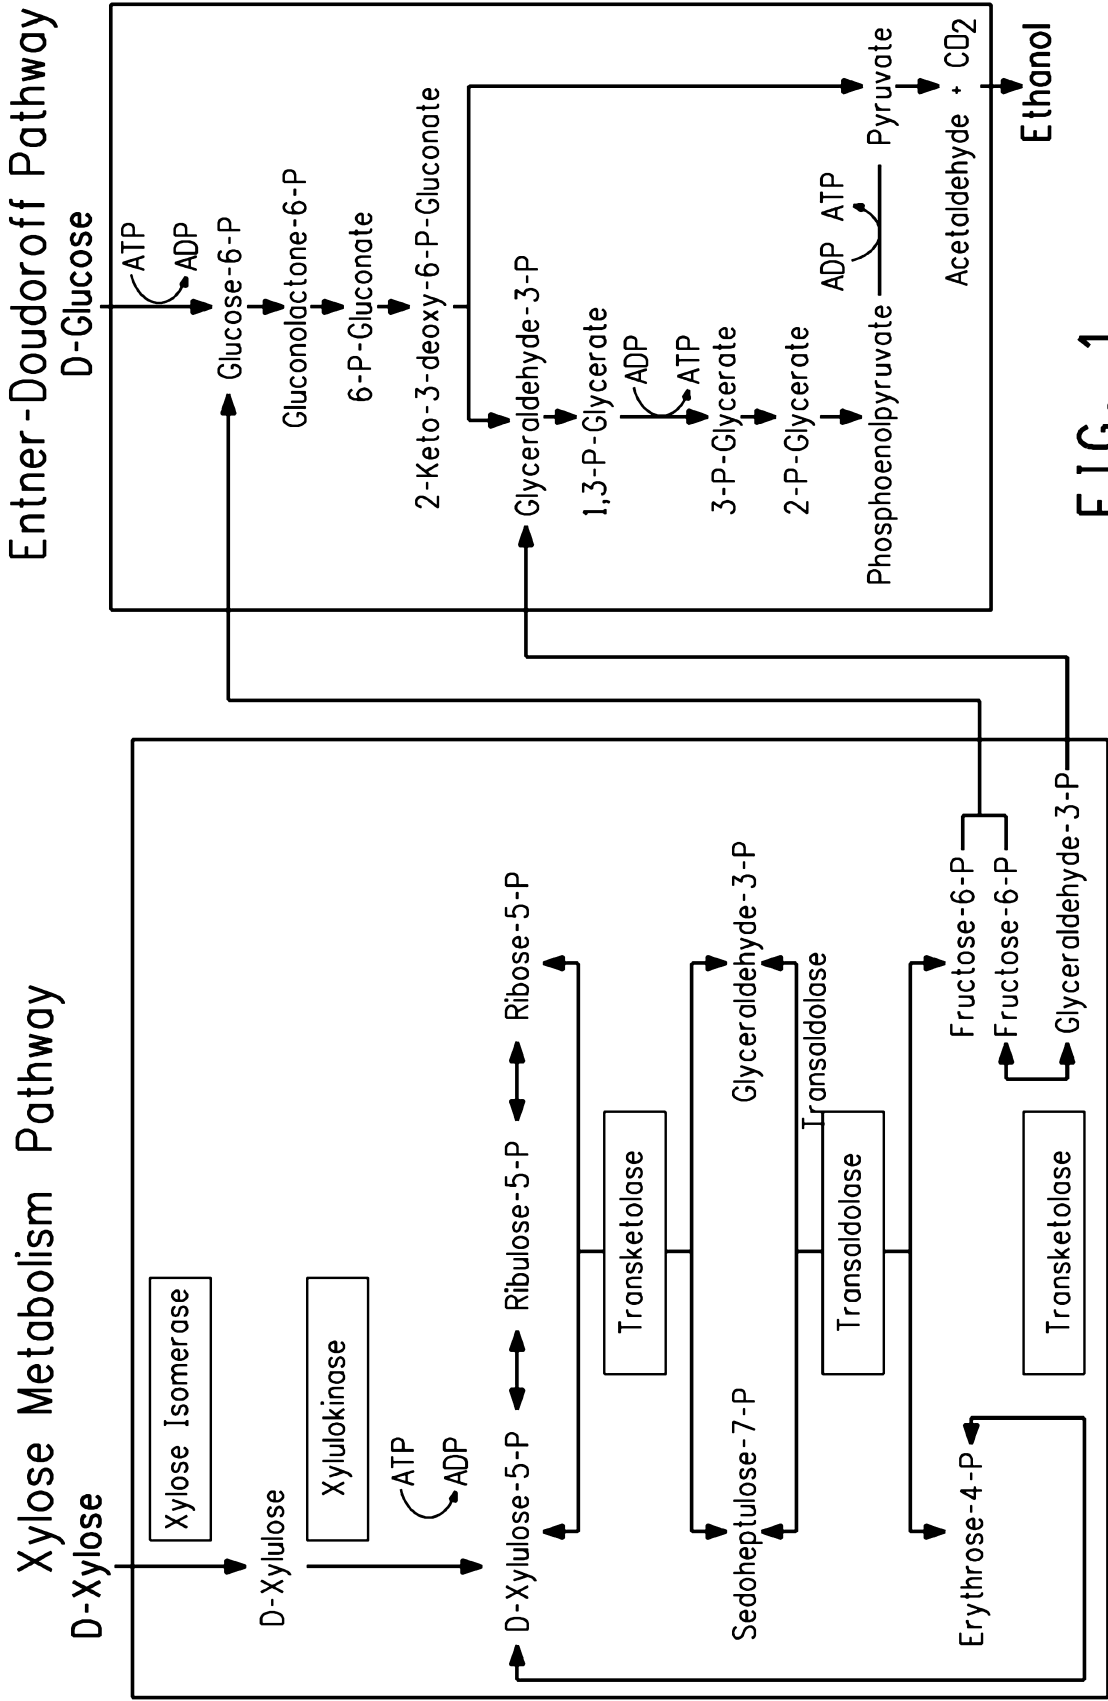 Xylose Metabolism Pathway
D-Xylose
Xylose Isomerase
D-Xylulose
Xylulokinase
ATP
ADP
D-Xylulose-5-P
Ribulose-5-P
Ribose-5-P
Transketolase
Sedoheptulose-7-P
Glyceraldehyde-3-P
Transaldolase
Transaldolase
Erythrose-4-P
Fructose-6-P
Fructose-6-P
Transketolase
Glyceraldehyde-3-P
Entner-Doudoroff Pathway
D-Glucose
ATP
ADP
Glucose-6-P
Gluconolactone-6-P
6-P-Gluconate
2-Keto-3-deoxy-6-P-Gluconate
Glyceraldehyde-3-P
1,3-P-Glycerate
ADP
ATP
3-P-Glycerate
2-P-Glycerate
Phosphoenolpyruvate
ADP ATP
Pyruvate
Acetaldehyde + CO2
Ethanol
FIG. 1